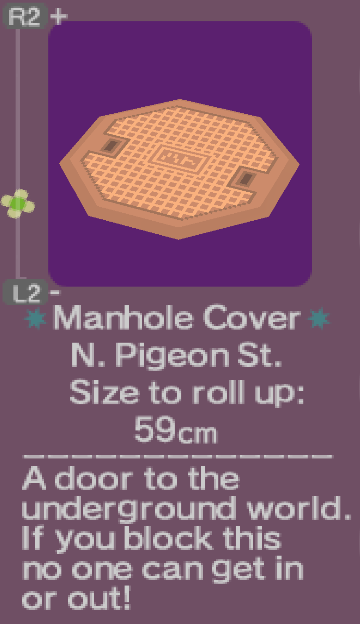 R2 +
L2 -
Manhole Cover
N. Pigeon St.
Size to roll up:
59cm
A door to the
underground world.
If you block this
no one can get in
or out!